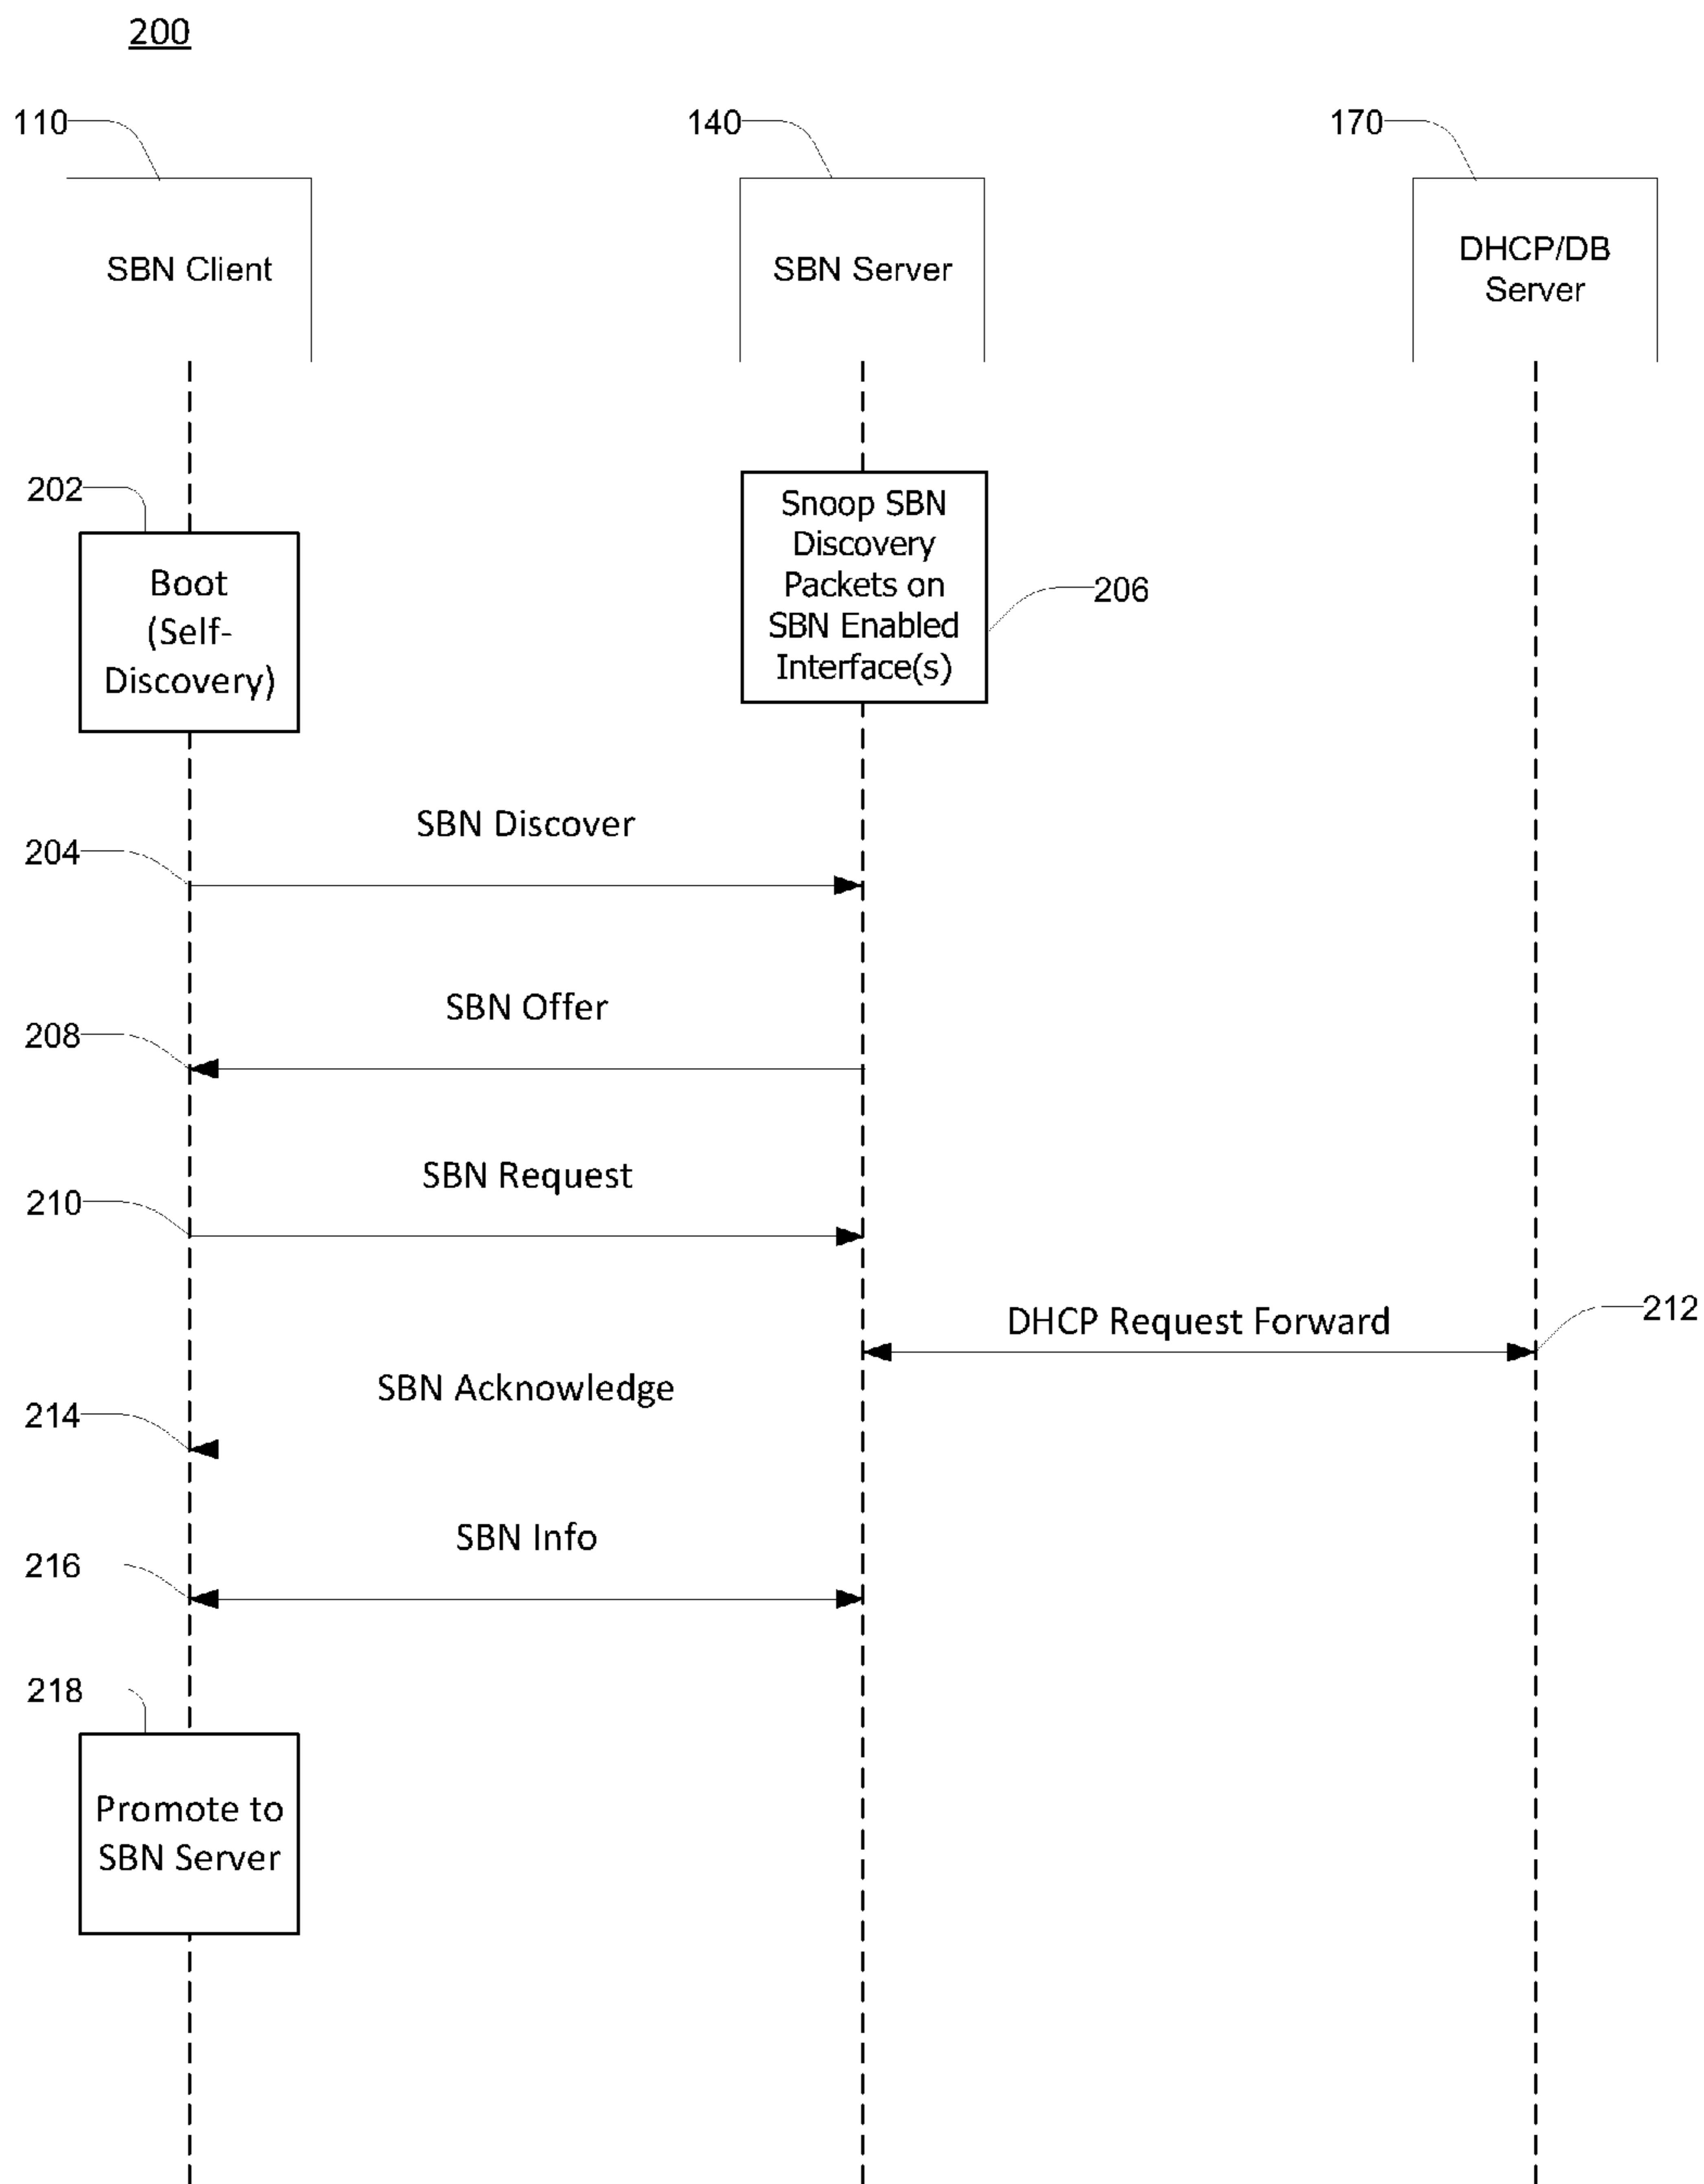 200
110
140
170
SBN Client
SBN Server
DHCP/DB
Server
202
Boot
(Self-
Discovery)
Snoop SBN
Discovery
Packets on
SBN Enabled
Interface(s)
206
SBN Discover
204
SBN Offer
208
SBN Request
210
DHCP Request Forward
212
SBN Acknowledge
214
SBN Info
216
218
Promote to
SBN Server